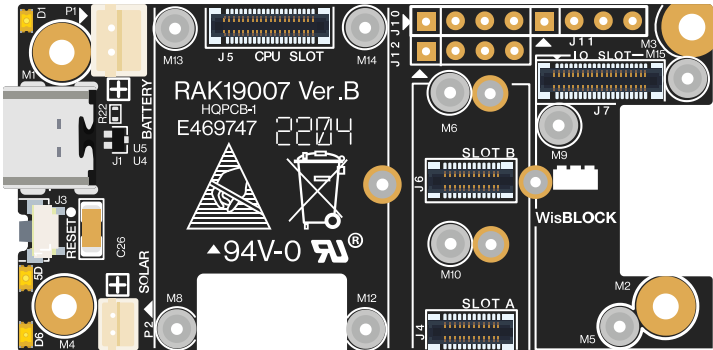 D1
P1
M1
M13
J5 CPU SLOT
M14
J10
J12
J11
M3
IO SLOT
M15
J7
BATTERY
R22
J1
U5
U4
RAK19007 Ver.B
HQPCB-1
E469747 2204
M6
M9
SLOT B
J6
WisBLOCK
J3
RESET
C26
94V-0 ®
M10
5D
SOLAR
D6
M4
P2
M8
M12
SLOT A
J4
M2
M5